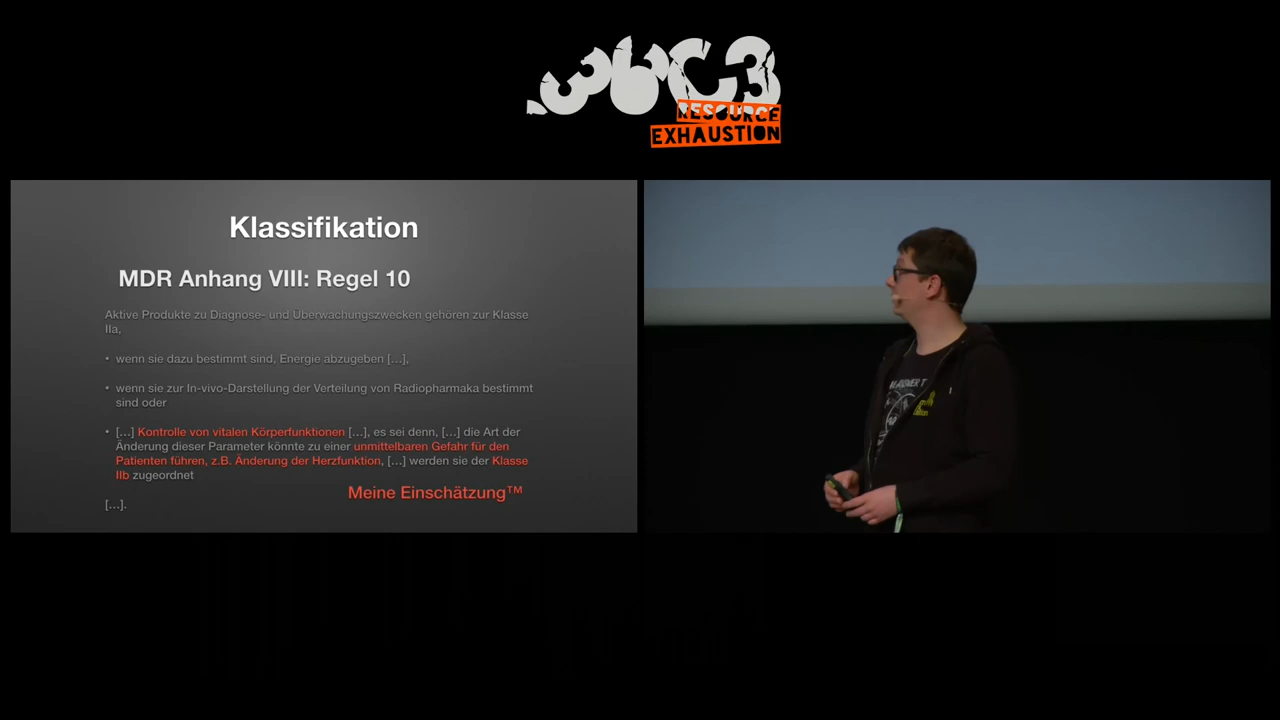 36C3
RESOURCE
EXHAUSTION
Klassifikation
MDR Anhang VIII: Regel 10
Aktive Produkte zu Diagnose- und Überwachungszwecken gehören zur Klasse
IIa,
• wenn sie dazu bestimmt sind, Energie abzugeben […],
• wenn sie zur In-vivo-Darstellung der Verteilung von Radiopharmaka bestimmt
sind oder
• […] Kontrolle von vitalen Körperfunktionen […], es sei denn, […] die Art der
Änderung dieser Parameter könnte zu einer unmittelbaren Gefahr für den
Patienten führen, z.B. Änderung der Herzfunktion, […] werden sie der Klasse
IIb zugeordnet
Meine Einschätzung™
[…].